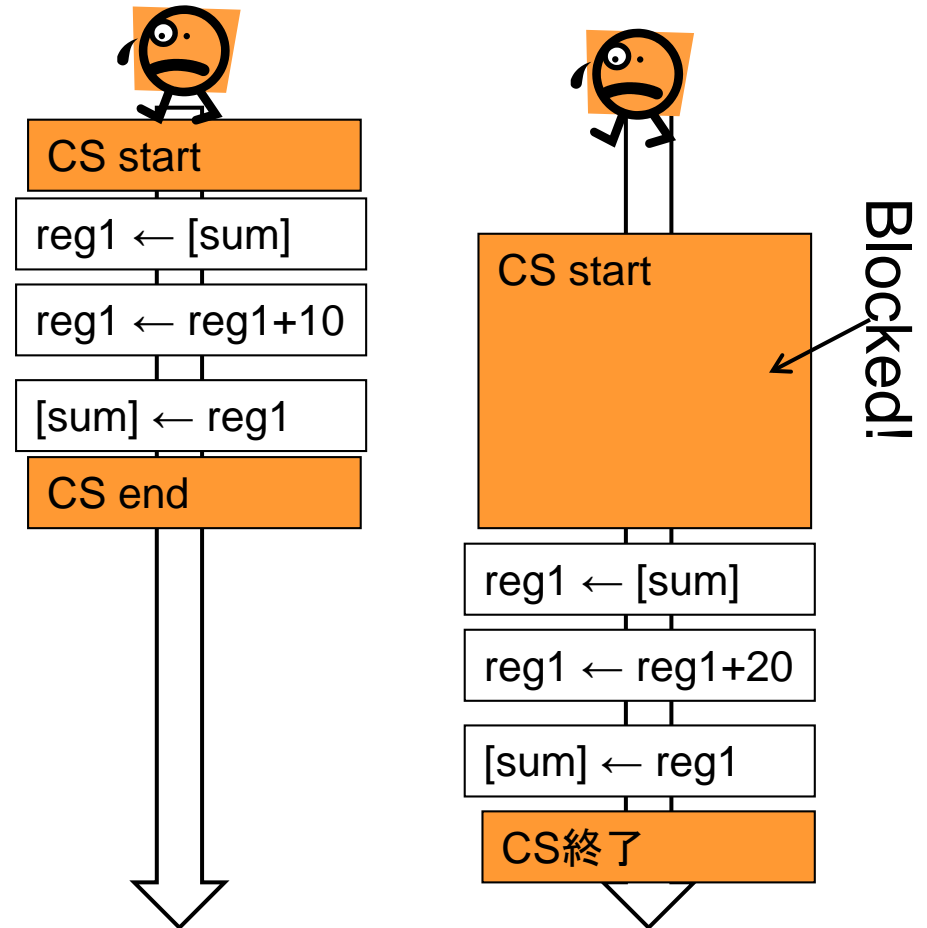 CS start
reg1 ← [sum]
reg1 ← reg1+10
[sum] ← reg1
CS end
CS start
Blocked!
reg1 ← [sum]
reg1 ← reg1+20
[sum] ← reg1
CS終了